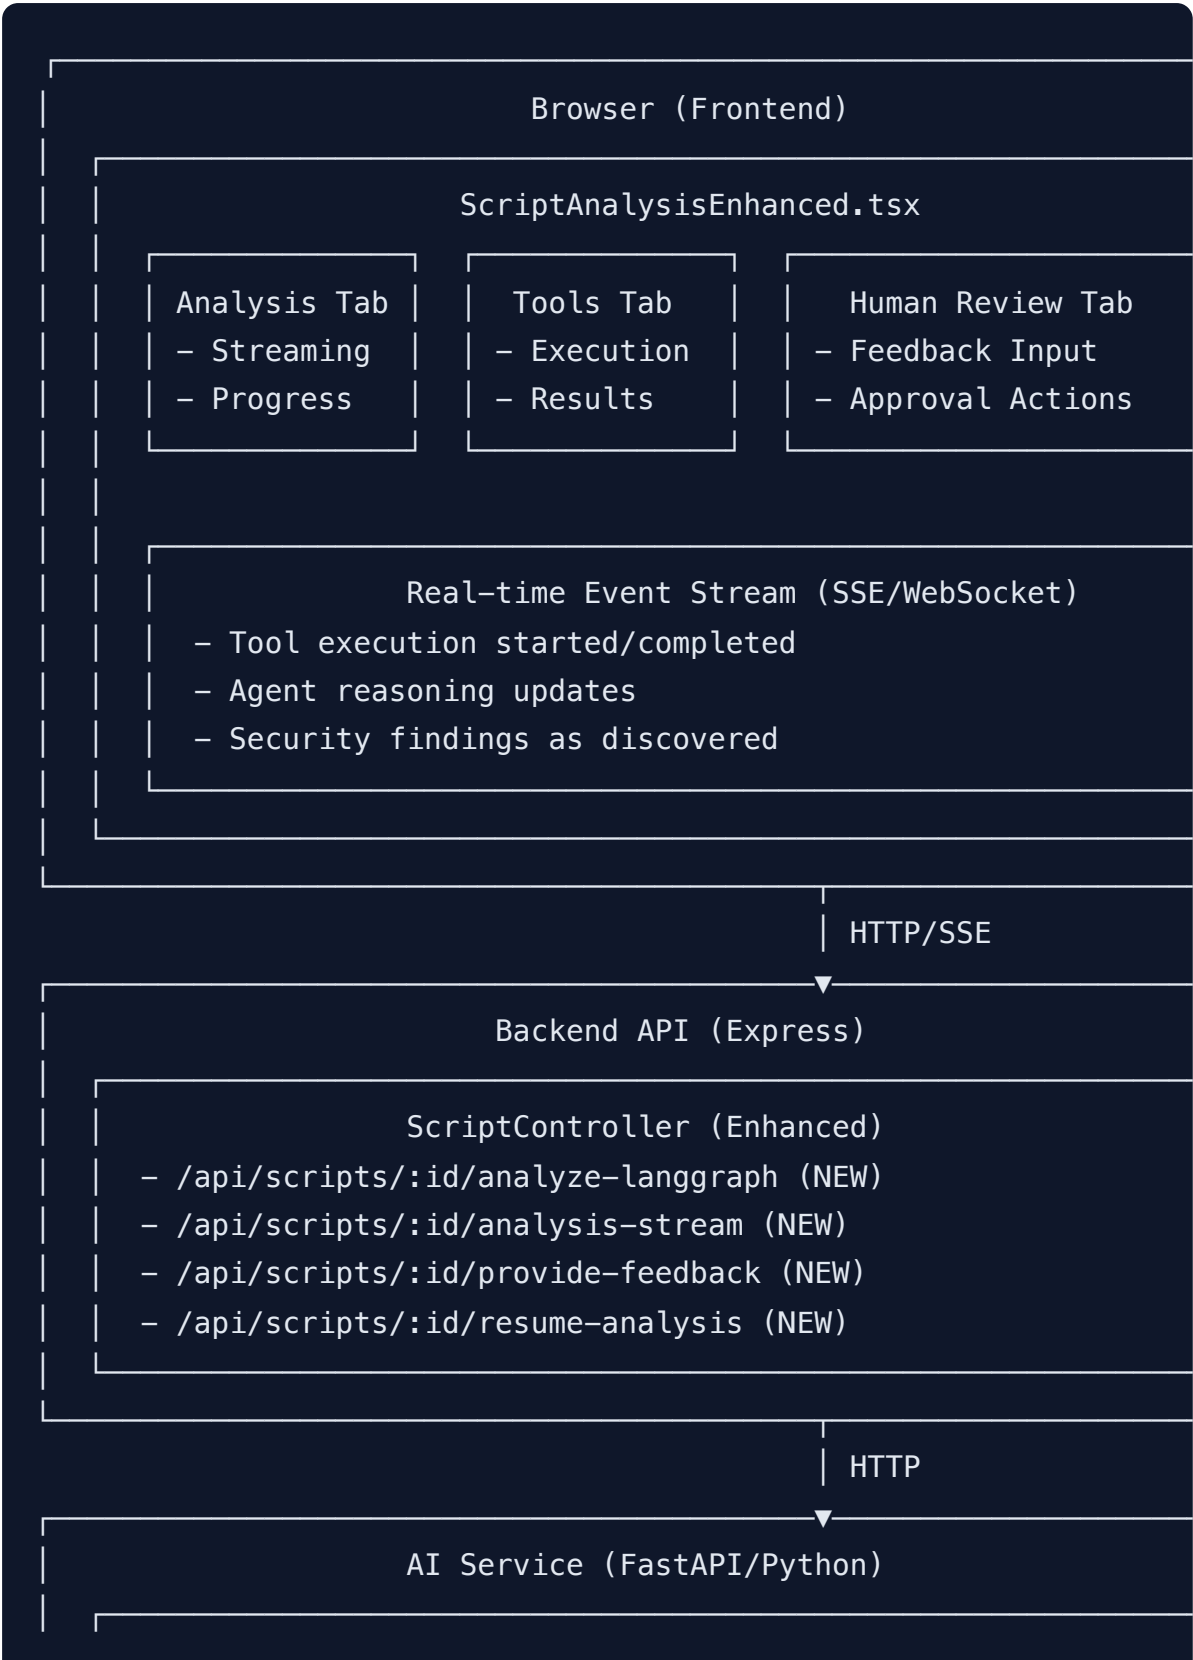 Browser (Frontend)
ScriptAnalysisEnhanced.tsx
Analysis Tab Tools Tab Human Review Tab
- Streaming - Execution - Feedback Input
- Progress - Results - Approval Actions
Real-time Event Stream (SSE/WebSocket)
- Tool execution started/completed
- Agent reasoning updates
- Security findings as discovered
HTTP/SSE
Backend API (Express)
ScriptController (Enhanced)
- /api/scripts/:id/analyze-langgraph (NEW)
- /api/scripts/:id/analysis-stream (NEW)
- /api/scripts/:id/provide-feedback (NEW)
- /api/scripts/:id/resume-analysis (NEW)
HTTP
AI Service (FastAPI/Python)